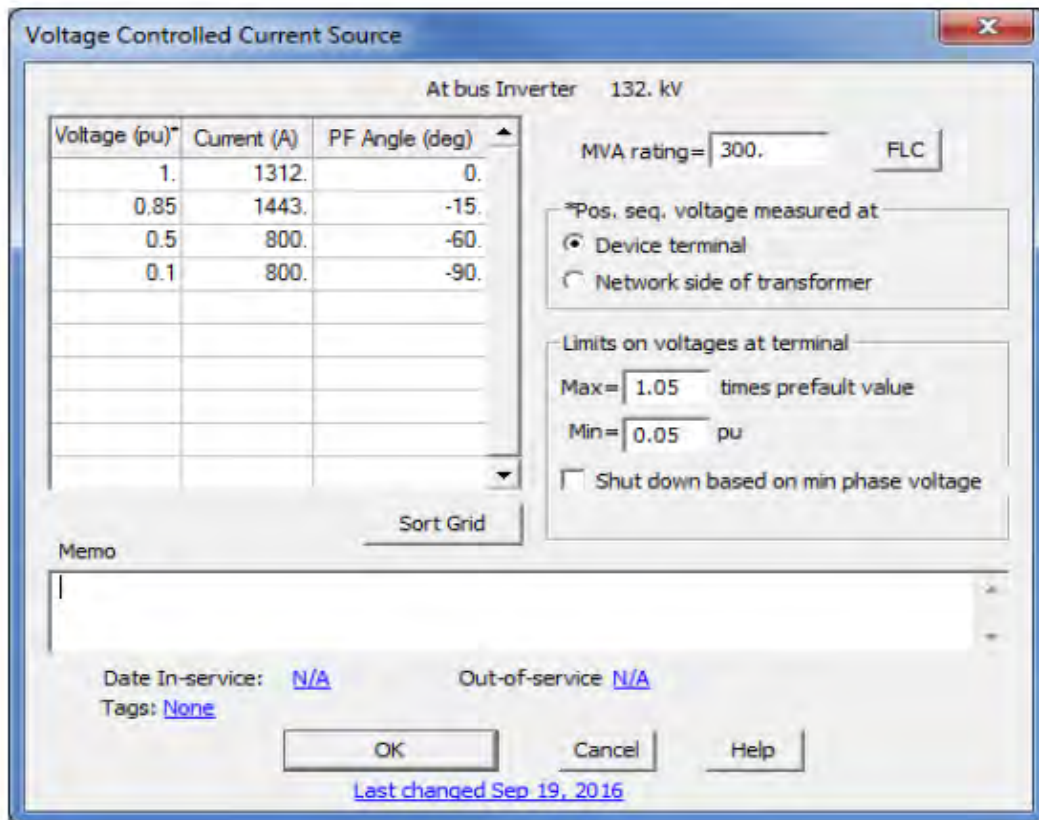 Voltage Controlled Current Source
At bus Inverter 132. kV
Voltage (pu)* Current (A) PF Angle (deg)
1. 1312. 0.
0.85 1443. -15.
0.5 800. -60.
0.1 800. -90.
MVA rating= 300. FLC
*Pos. seq. voltage measured at
Device terminal
Network side of transformer
Limits on voltages at terminal
Max= 1.05 times prefault value
Min= 0.05 pu
Shut down based on min phase voltage
Sort Grid
Memo
Date In-service: N/A Out-of-service N/A
Tags: None
OK Cancel Help
Last changed Sep 19, 2016